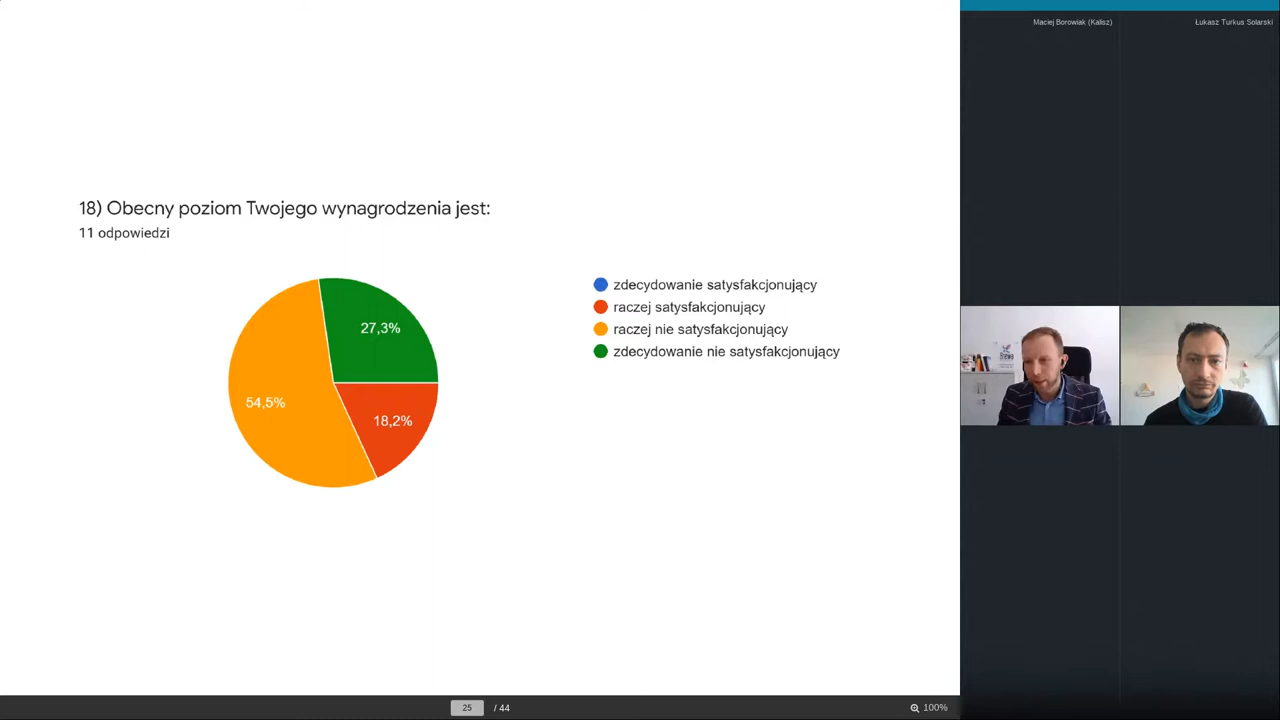 Maciej Borowiak (Kalisz)
Łukasz Turkus Solarski
18) Obecny poziom Twojego wynagrodzenia jest:
11 odpowiedzi
27,3%
54,5%
18,2%
zdecydowanie satysfakcjonujący
raczej satysfakcjonujący
raczej nie satysfakcjonujący
zdecydowanie nie satysfakcjonujący
25 / 44
100%